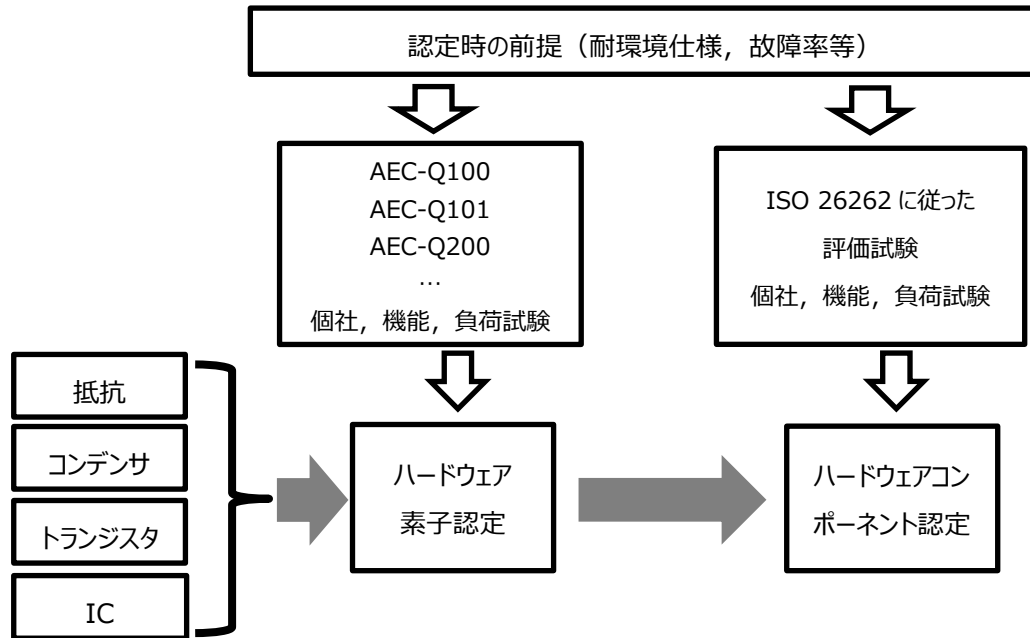 認定時の前提（耐環境仕様，故障率等）
AEC-Q100
AEC-Q101
AEC-Q200
…
個社，機能，負荷試験
ISO 26262 に従った
評価試験
個社，機能，負荷試験
抵抗
コンデンサ
トランジスタ
IC
ハードウェア
素子認定
ハードウェアコン
ポーネント認定